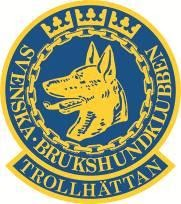 SVENSKA · BRUKSHUNDKLUBBEN
TROLLHÄTTAN